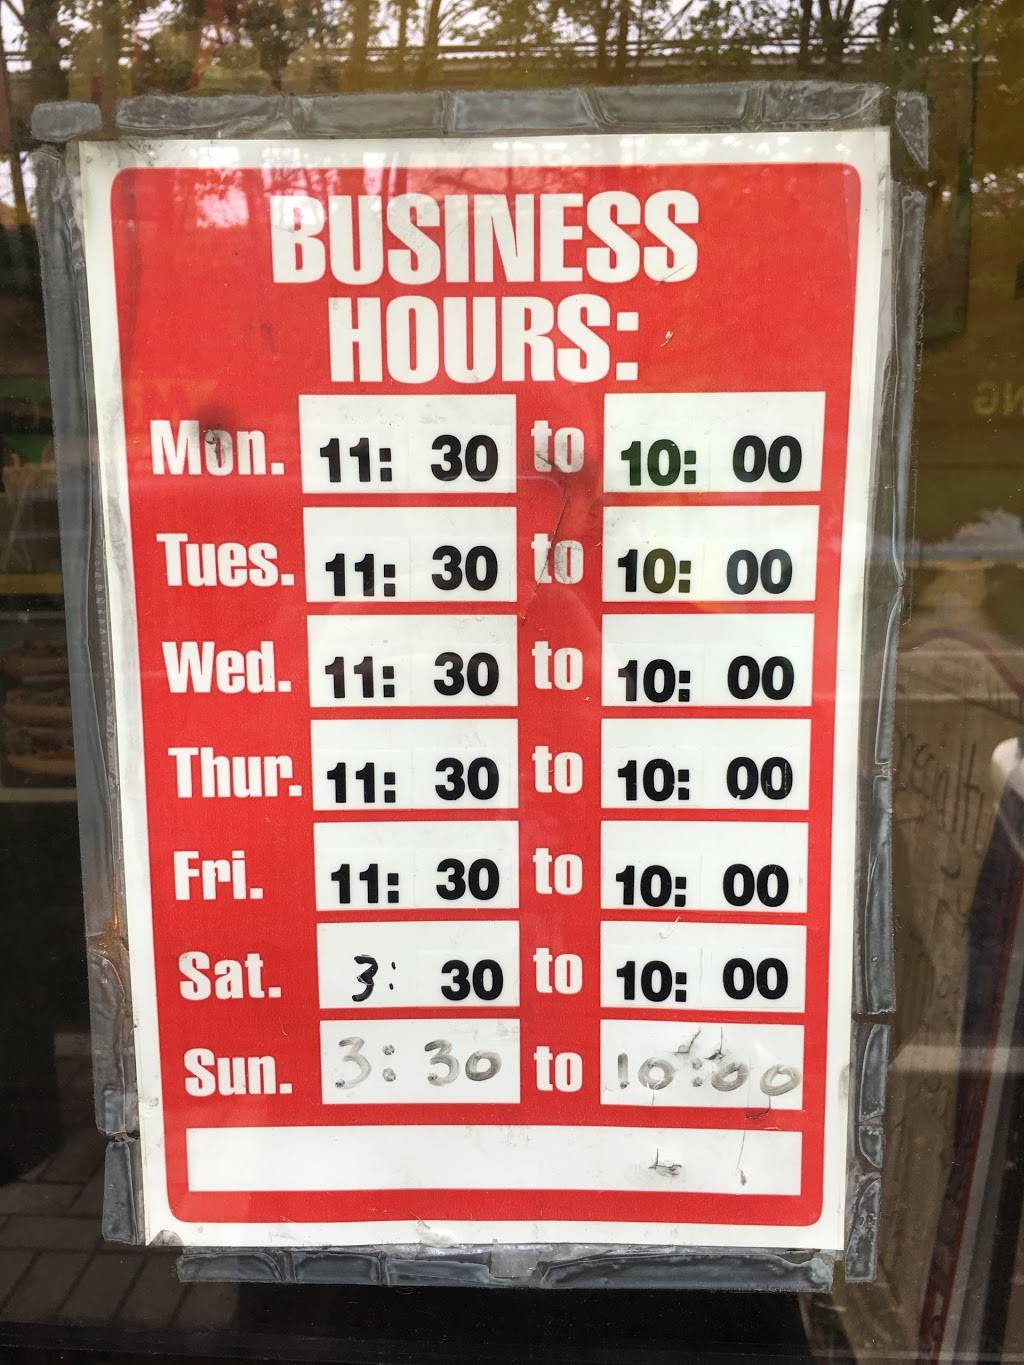 BUSINESS
HOURS:
Mon. 11:30 to 10:00
Tues. 11:30 to 10:00
Wed. 11:30 to 10:00
Thur. 11:30 to 10:00
Fri. 11:30 to 10:00
Sat. 3:30 to 10:00
Sun. 3:30 to 10:00